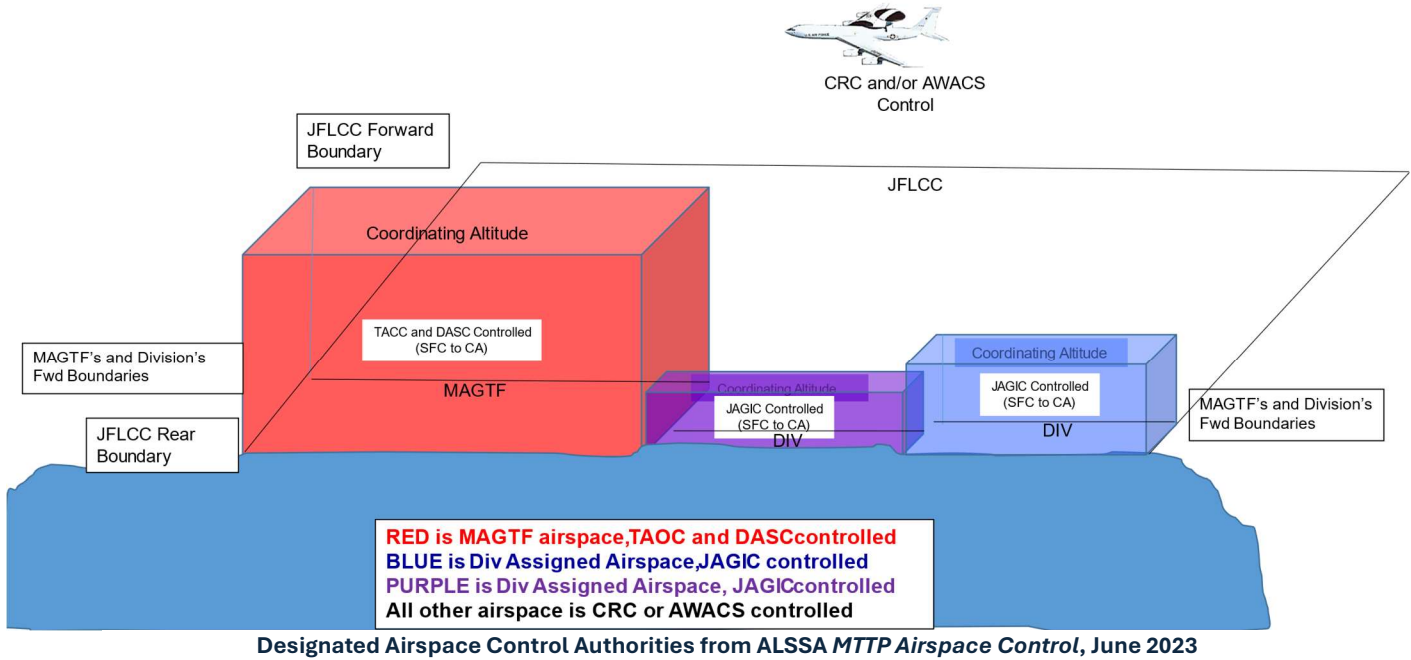 CRC and/or AWACS
Control
JFLCC Forward
Boundary
JFLCC
Coordinating Altitude
TACC and DASC Controlled
(SFC to CA)
MAGTF's and Division's
Fwd Boundaries
MAGTF
Coordinating Altitude
JAGIC Controlled
(SFC to CA)
DIV
Coordinating Altitude
JAGIC Controlled
(SFC to CA)
DIV
MAGTF's and Division's
Fwd Boundaries
JFLCC Rear
Boundary
RED is MAGTF airspace,TAOC and DASCcontrolled
BLUE is Div Assigned Airspace,JAGIC controlled
PURPLE is Div Assigned Airspace, JAGICcontrolled
All other airspace is CRC or AWACS controlled
Designated Airspace Control Authorities from ALSSA MTTP Airspace Control, June 2023